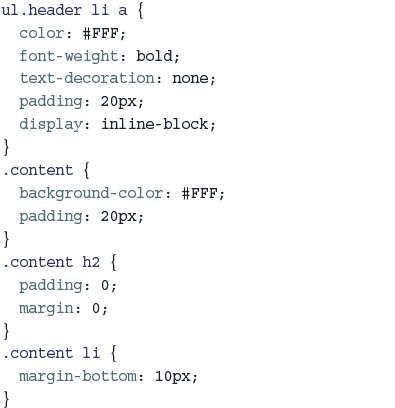 ul.header li a {
  color: #FFF;
  font-weight: bold;
  text-decoration: none;
  padding: 20px;
  display: inline-block;
}
.content {
  background-color: #FFF;
  padding: 20px;
}
.content h2 {
  padding: 0;
  margin: 0;
}
.content li {
  margin-bottom: 10px;
}